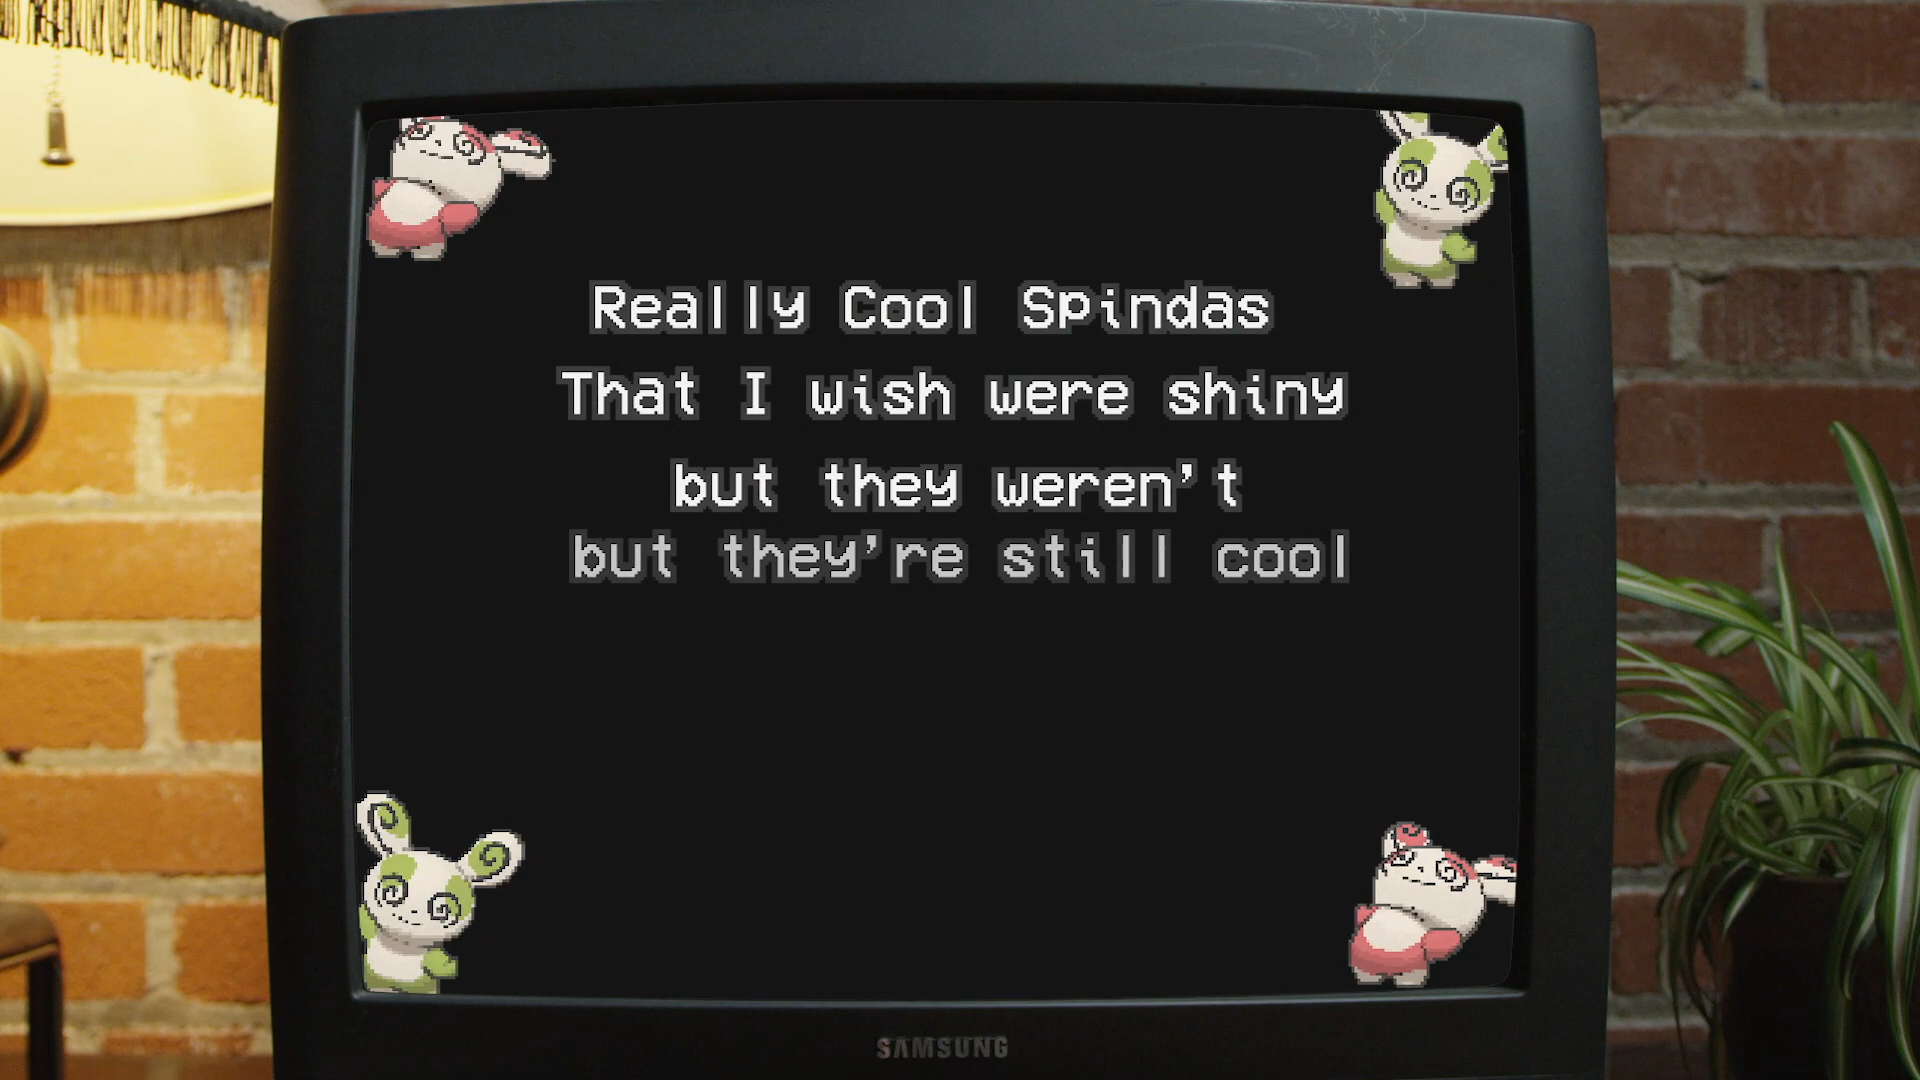 Really Cool Spindas
That I wish were shiny
but they weren't
but they're still cool
SAMSUNG